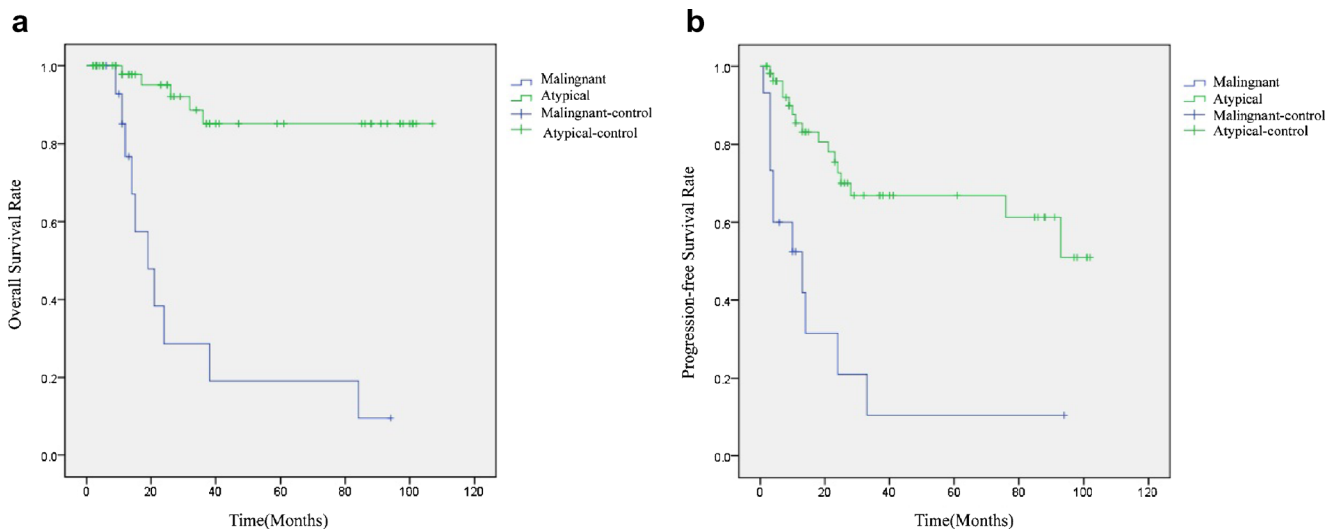 a
Overall Survival Rate
1.0
0.8
0.6
0.4
0.2
0.0
0 20 40 60 80 100 120
Time(Months)
Malingnant
Atypical
Malingnant-control
Atypical-control
b
Progression-free Survival Rate
1.0
0.8
0.6
0.4
0.2
0.0
0 20 40 60 80 100 120
Time(Months)
Malingnant
Atypical
Malingnant-control
Atypical-control